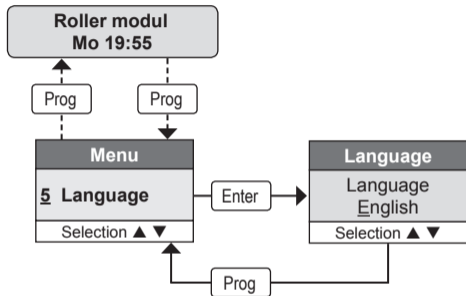 Roller modul
Mo 19:55
Prog
Prog
Menu
5 Language
Selection ▲ ▼
Enter
Language
Language
English
Selection ▲ ▼
Prog